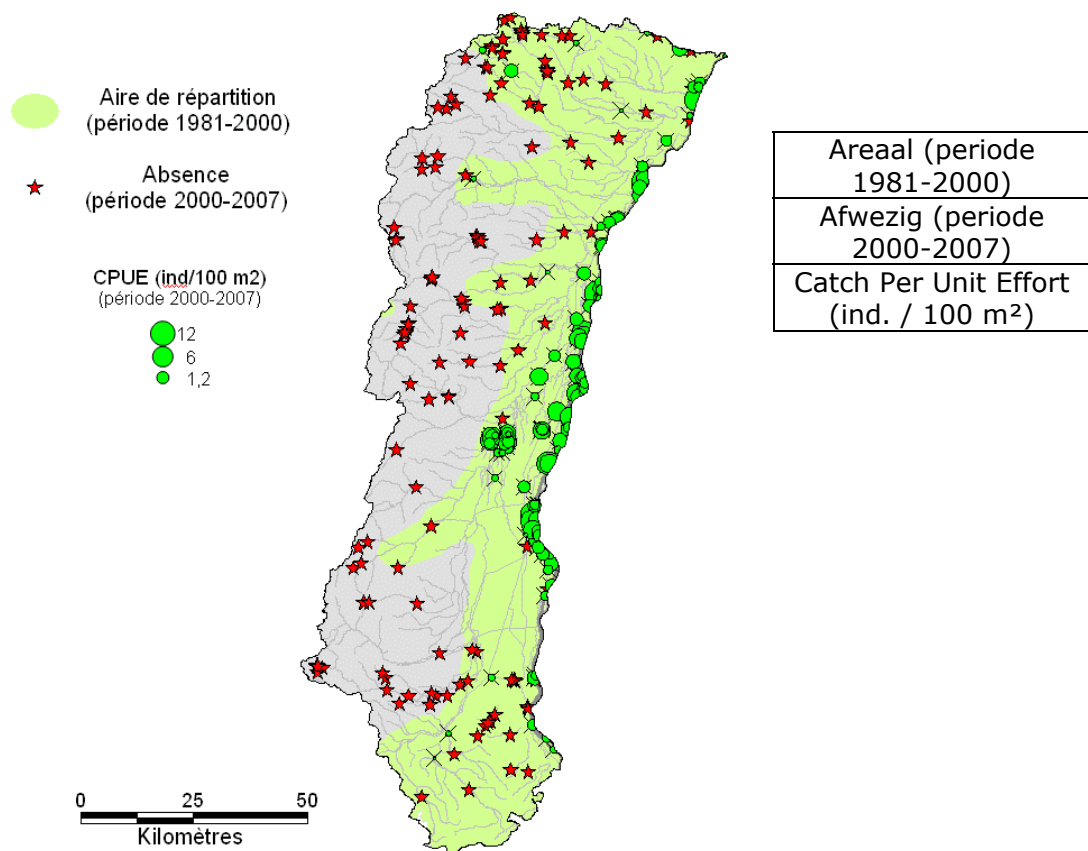 Aire de répartition
(période 1981-2000)
Absence
(période 2000-2007)
CPUE (ind/100 m2)
(période 2000-2007)
12
6
1,2
0 25 50
Kilomètres
Areaal (periode
1981-2000)
Afwezig (periode
2000-2007)
Catch Per Unit Effort
(ind. / 100 m²)